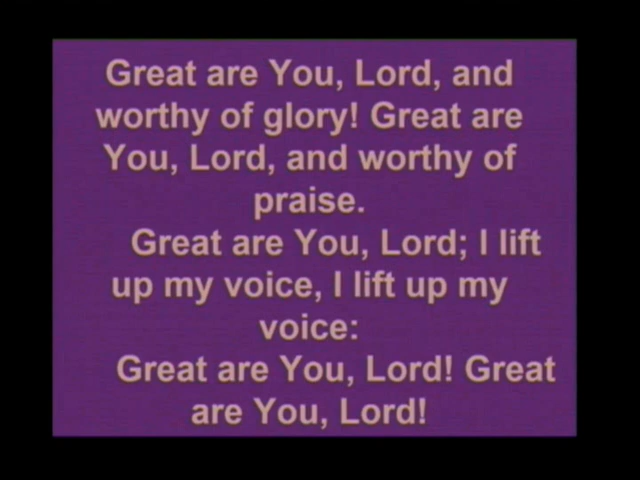 Great are You, Lord, and
worthy of glory! Great are
You, Lord, and worthy of
praise.
Great are You, Lord; I lift
up my voice, I lift up my
voice:
Great are You, Lord! Great
are You, Lord!